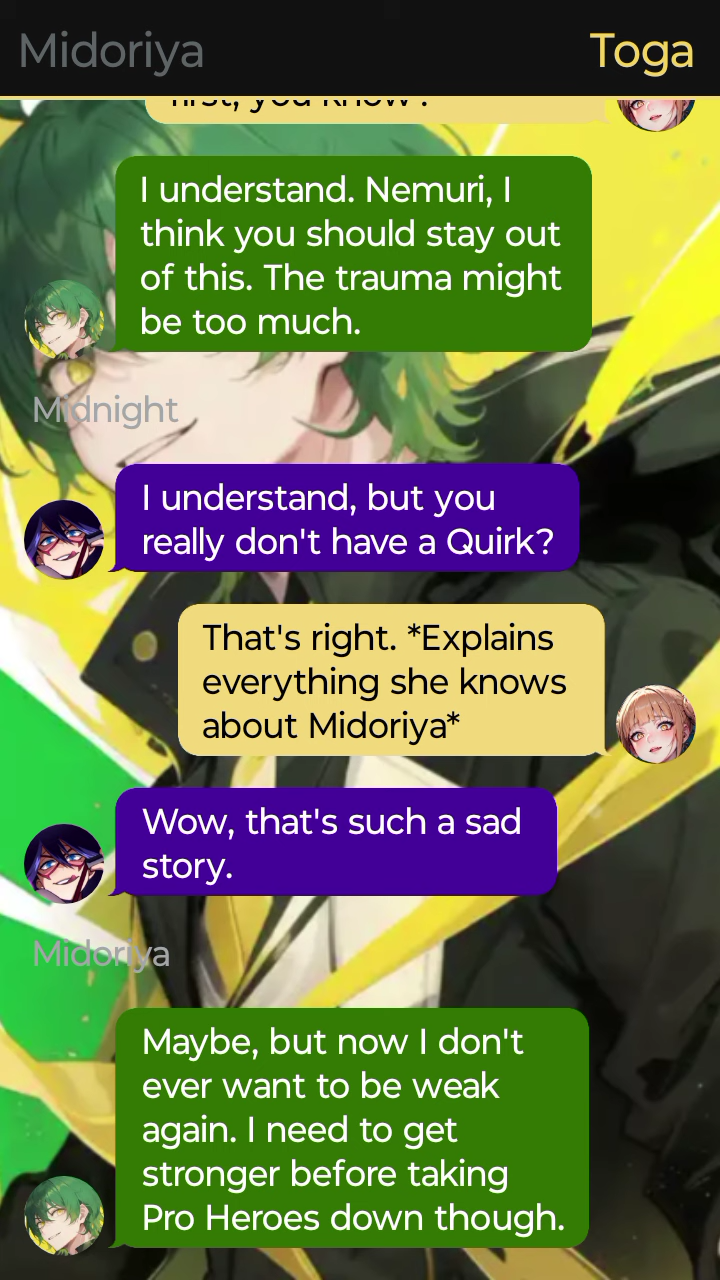 Midoriya
Toga
first, you know?
I understand. Nemuri, I
think you should stay out
of this. The trauma might
be too much.
Midnight
I understand, but you
really don't have a Quirk?
That's right. *Explains
everything she knows
about Midoriya*
Wow, that's such a sad
story.
Midoriya
Maybe, but now I don't
ever want to be weak
again. I need to get
stronger before taking
Pro Heroes down though.